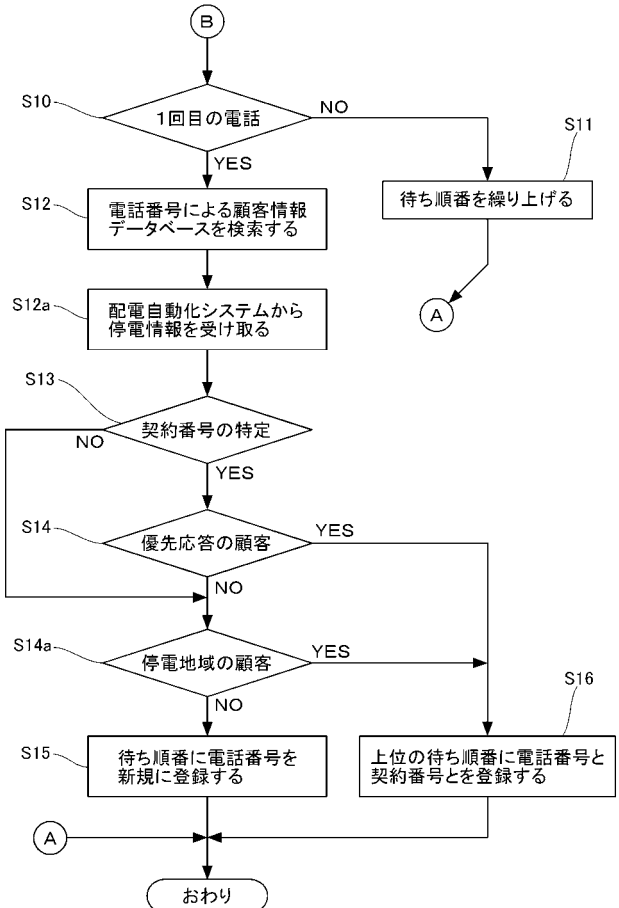 B
S10
1回目の電話
NO
YES
S11
待ち順番を繰り上げる
A
S12
電話番号による顧客情報
データベースを検索する
S12a
配電自動化システムから
停電情報を受け取る
S13
契約番号の特定
NO
YES
S14
優先応答の顧客
YES
NO
S14a
停電地域の顧客
YES
NO
S15
待ち順番に電話番号を
新規に登録する
S16
上位の待ち順番に電話番号と
契約番号とを登録する
A
おわり